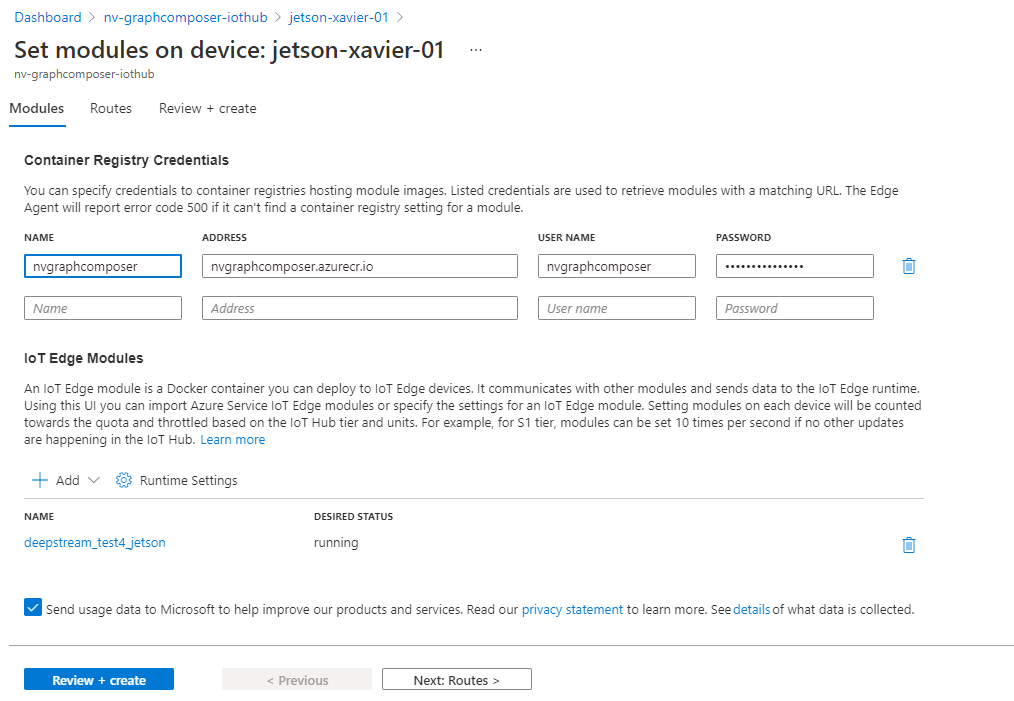 Dashboard > nv-graphcomposer-iothub > jetson-xavier-01 >
Set modules on device: jetson-xavier-01 ...
nv-graphcomposer-iothub
Modules Routes Review + create
Container Registry Credentials
You can specify credentials to container registries hosting module images. Listed credentials are used to retrieve modules with a matching URL. The Edge
Agent will report error code 500 if it can't find a container registry setting for a module.
NAME ADDRESS USER NAME PASSWORD
nvgraphcomposer nvgraphcomposer.azurecr.io nvgraphcomposer •••••••••••••••
Name Address User name Password
IoT Edge Modules
An IoT Edge module is a Docker container you can deploy to IoT Edge devices. It communicates with other modules and sends data to the IoT Edge runtime.
Using this UI you can import Azure Service IoT Edge modules or specify the settings for an IoT Edge module. Setting modules on each device will be counted
towards the quota and throttled based on the IoT Hub tier and units. For example, for S1 tier, modules can be set 10 times per second if no other updates
are happening in the IoT Hub. Learn more
Add Runtime Settings
NAME DESIRED STATUS
deepstream_test4_jetson running
Send usage data to Microsoft to help improve our products and services. Read our privacy statement to learn more. See details of what data is collected.
Review + create < Previous Next: Routes >